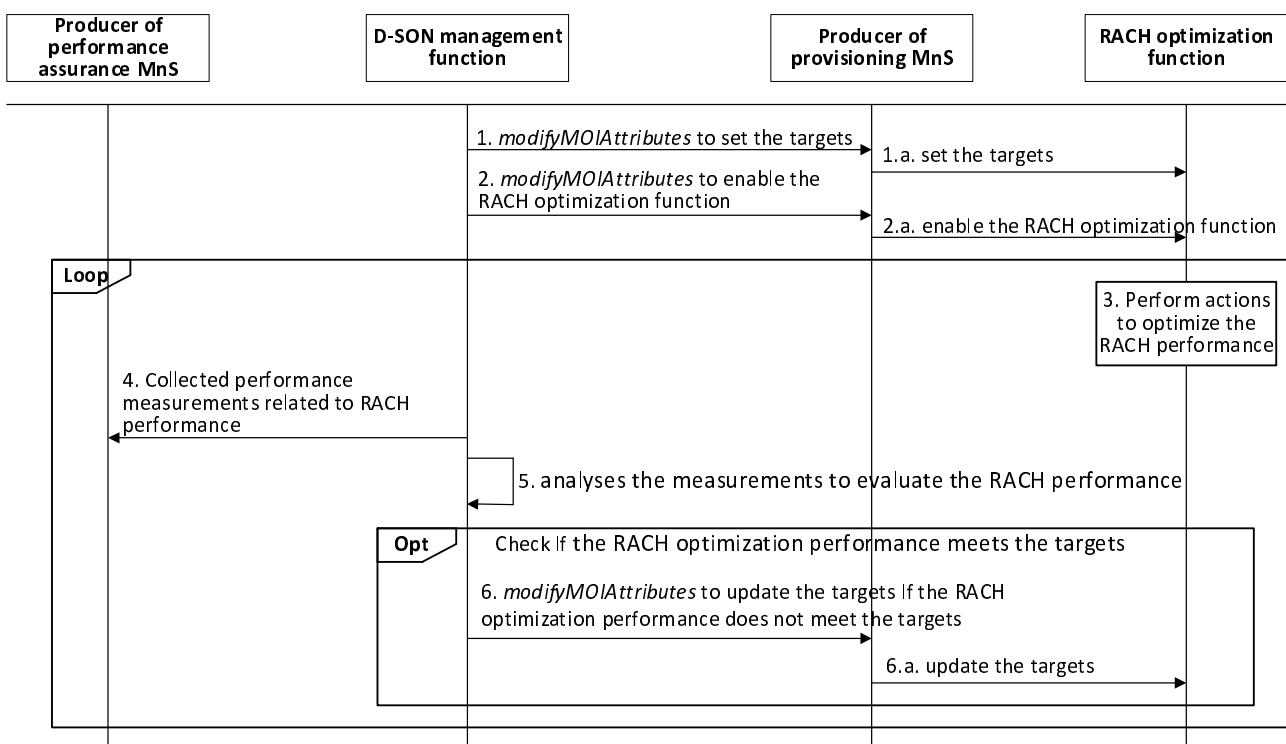 Producer of
performance
assurance MnS
D-SON management
function
Producer of
provisioning MnS
RACH optimization
function
1. modifyMOIAttributes to set the targets
1.a. set the targets
2. modifyMOIAttributes to enable the
RACH optimization function
2.a. enable the RACH optimization function
Loop
3. Perform actions
to optimize the
RACH performance
4. Collected performance
measurements related to RACH
performance
5. analyses the measurements to evaluate the RACH performance
Opt
Check If the RACH optimization performance meets the targets
6. modifyMOIAttributes to update the targets If the RACH
optimization performance does not meet the targets
6.a. update the targets